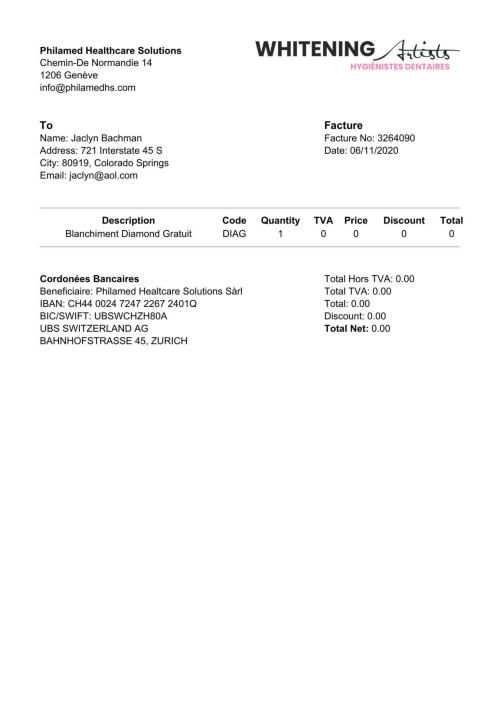 Philamed Healthcare Solutions
Chemin-De Normandie 14
1206 Genève
info@philamedhs.com
WHITENING Artists
HYGIÉNISTES DENTAIRES
To
Name: Jaclyn Bachman
Address: 721 Interstate 45 S
City: 80919, Colorado Springs
Email: jaclyn@aol.com
Facture
Facture No: 3264090
Date: 06/11/2020
Description Code Quantity TVA Price Discount Total
Blanchiment Diamond Gratuit DIAG 1 0 0 0 0
Cordonées Bancaires
Beneficiaire: Philamed Healtcare Solutions Sàrl
IBAN: CH44 0024 7247 2267 2401Q
BIC/SWIFT: UBSWCHZH80A
UBS SWITZERLAND AG
BAHNHOFSTRASSE 45, ZURICH
Total Hors TVA: 0.00
Total TVA: 0.00
Total: 0.00
Discount: 0.00
Total Net: 0.00